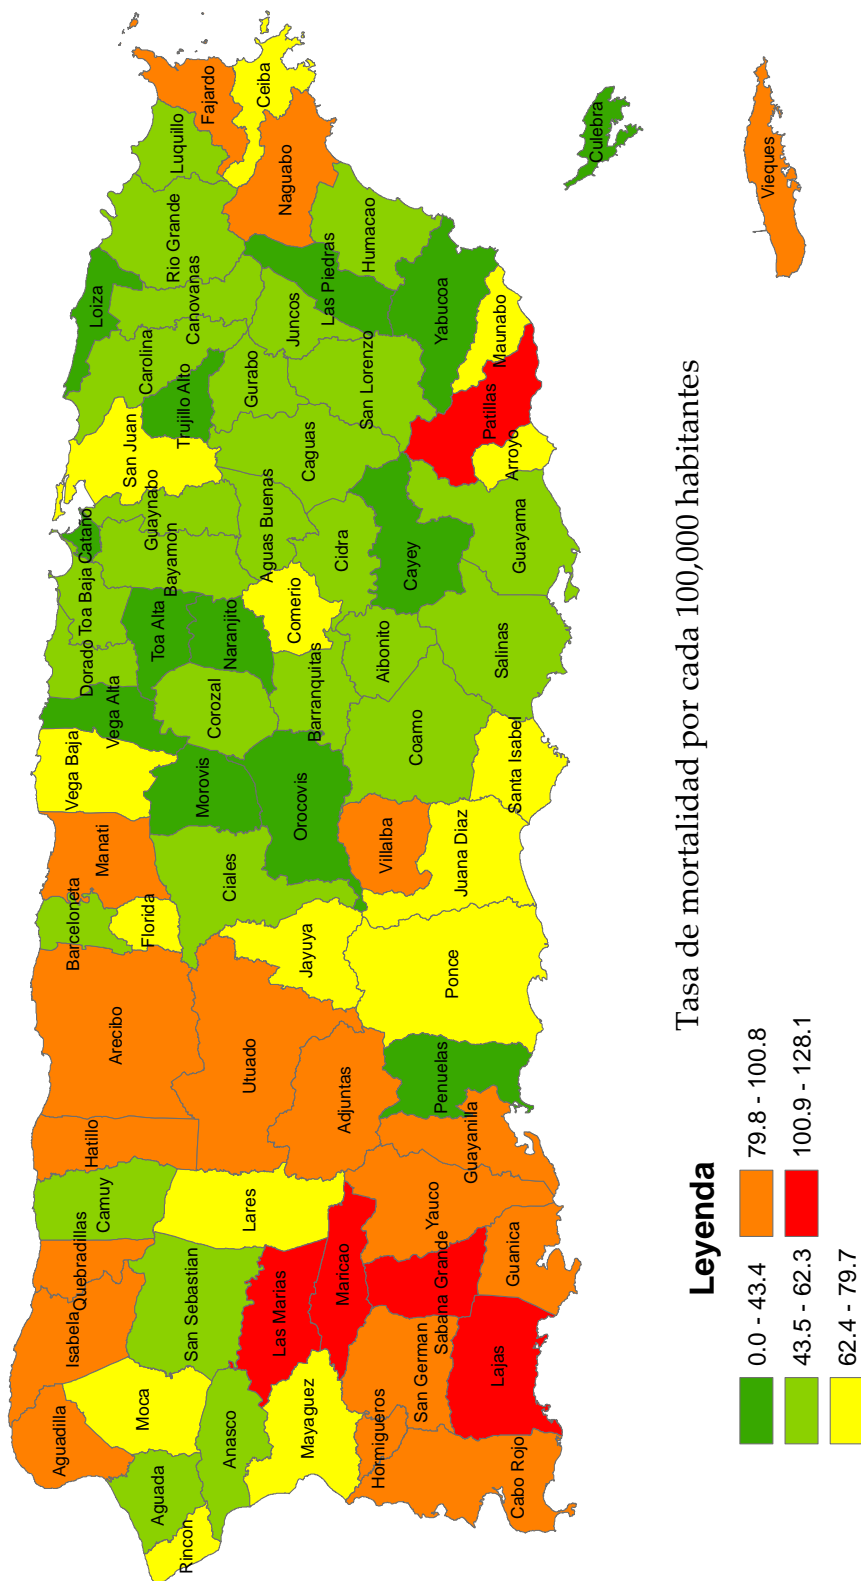 Rincon
Aguada
Aguadilla
Moca
Anasco
Mayaguez
Hormigueros
Cabo Rojo
San German
Lajas
Sabana Grande
Maricao
Las Marias
San Sebastian
Isabela
Quebradillas
Camuy
Lares
Yauco
Guanica
Guayanilla
Hatillo
Arecibo
Utuado
Adjuntas
Penuelas
Ponce
Jayuya
Barceloneta
Florida
Manati
Ciales
Juana Diaz
Villalba
Orocovis
Morovis
Vega Baja
Vega Alta
Corozal
Barranquitas
Coamo
Santa Isabel
Salinas
Aibonito
Comerio
Naranjito
Toa Alta
Dorado
Toa Baja
Cataño
Bayamon
Guaynabo
San Juan
Aguas Buenas
Cidra
Cayey
Guayama
Arroyo
Patillas
Maunabo
Yabucoa
San Lorenzo
Caguas
Gurabo
Trujillo Alto
Carolina
Canovanas
Loiza
Rio Grande
Juncos
Las Piedras
Humacao
Naguabo
Luquillo
Fajardo
Ceiba
Culebra
Vieques
Tasa de mortalidad por cada 100,000 habitantes
Leyenda
0.0 - 43.4
43.5 - 62.3
62.4 - 79.7
79.8 - 100.8
100.9 - 128.1